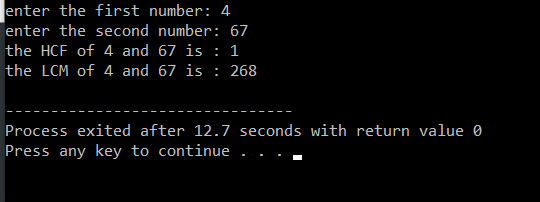 enter the first number: 4
enter the second number: 67
the HCF of 4 and 67 is : 1
the LCM of 4 and 67 is : 268
--------------------------------
Process exited after 12.7 seconds with return value 0
Press any key to continue . . .